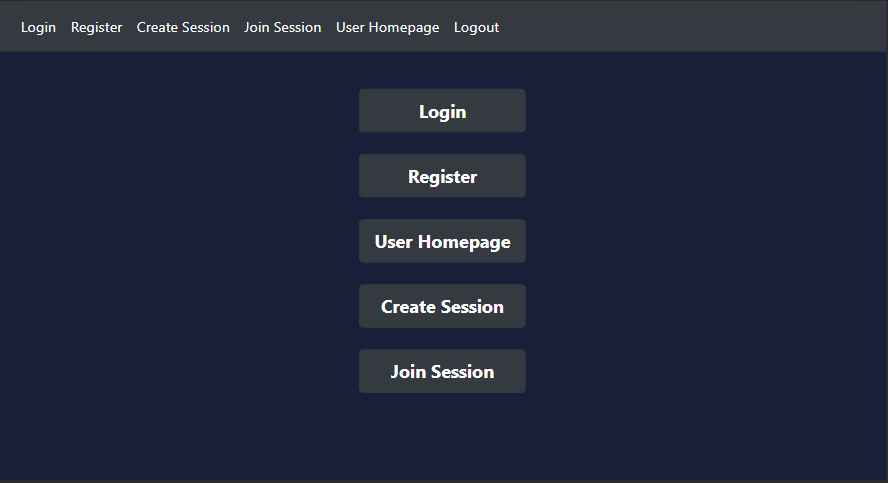 Login Register Create Session Join Session User Homepage Logout
Login
Register
User Homepage
Create Session
Join Session